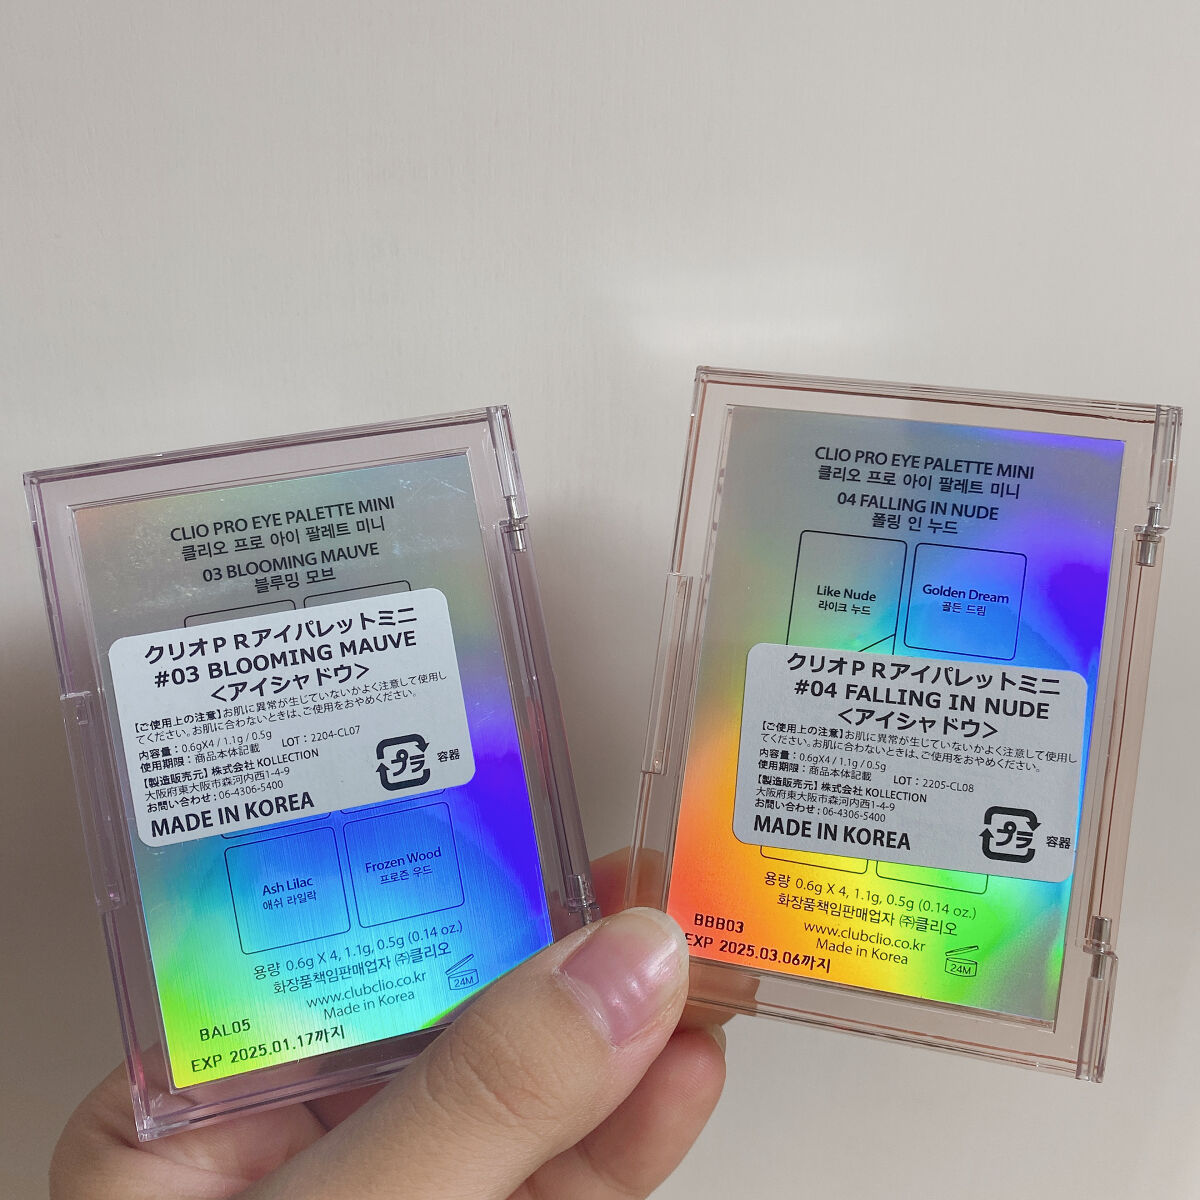 CLIO PRO EYE PALETTE MINI
클리오 프로 아이 팔레트 미니
03 BLOOMING MAUVE
블루밍 모브
クリオＰＲアイパレットミニ
#03 BLOOMING MAUVE
<アイシャドウ>
【ご使用上の注意】お肌に異常が生じていないかよく注意して使用し
てください。お肌に合わないときは、ご使用をおやめください。
内容量：0.6gX4 / 1.1g / 0.5g
使用期限：商品本体記載 LOT：2204-CL07
【製造販売元】株式会社 KOLLECTION
大阪府東大阪市森河内西1-4-9
お問い合わせ：06-4306-5400
MADE IN KOREA
プラ 容器
Ash Lilac
애쉬 라일락
Frozen Wood
프로즌 우드
용량 0.6g X 4, 1.1g, 0.5g (0.14 oz.)
화장품책임판매업자 ㈜클리오
www.clubclio.co.kr
Made in Korea
24M
BAL05
EXP 2025.01.17까지
CLIO PRO EYE PALETTE MINI
클리오 프로 아이 팔레트 미니
04 FALLING IN NUDE
폴링 인 누드
Like Nude
라이크 누드
Golden Dream
골든 드림
クリオＰＲアイパレットミニ
#04 FALLING IN NUDE
<アイシャドウ>
【ご使用上の注意】お肌に異常が生じていないかよく注意して使用し
てください。お肌に合わないときは、ご使用をおやめください。
内容量：0.6gX4 / 1.1g / 0.5g
使用期限：商品本体記載 LOT：2205-CL08
【製造販売元】株式会社 KOLLECTION
大阪府東大阪市森河内西1-4-9
お問い合わせ：06-4306-5400
MADE IN KOREA
プラ 容器
용량 0.6g X 4, 1.1g, 0.5g (0.14 oz.)
화장품책임판매업자 ㈜클리오
www.clubclio.co.kr
Made in Korea
24M
BBB03
EXP 2025.03.06까지